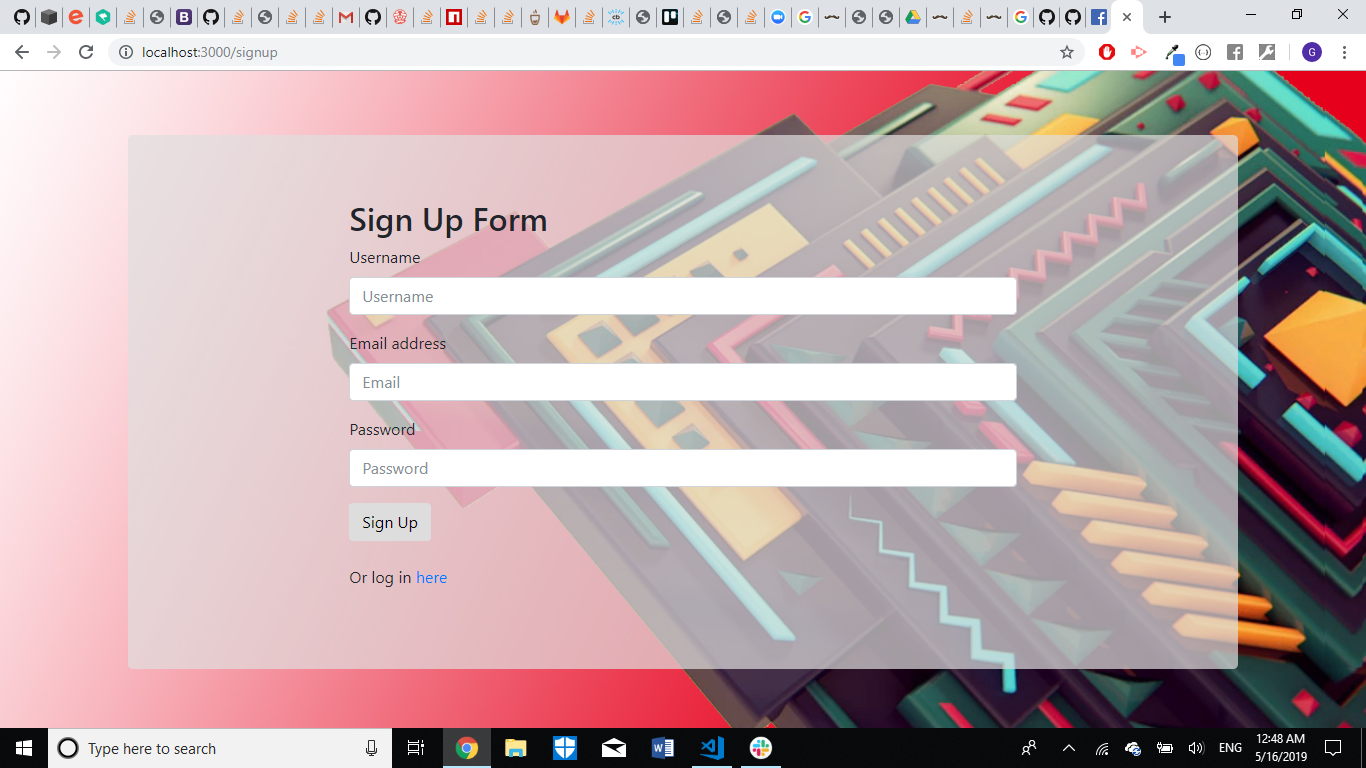 localhost:3000/signup
G
Sign Up Form
Username
Username
Email address
Email
Password
Password
Sign Up
Or log in here
Type here to search
ENG
12:48 AM
5/16/2019